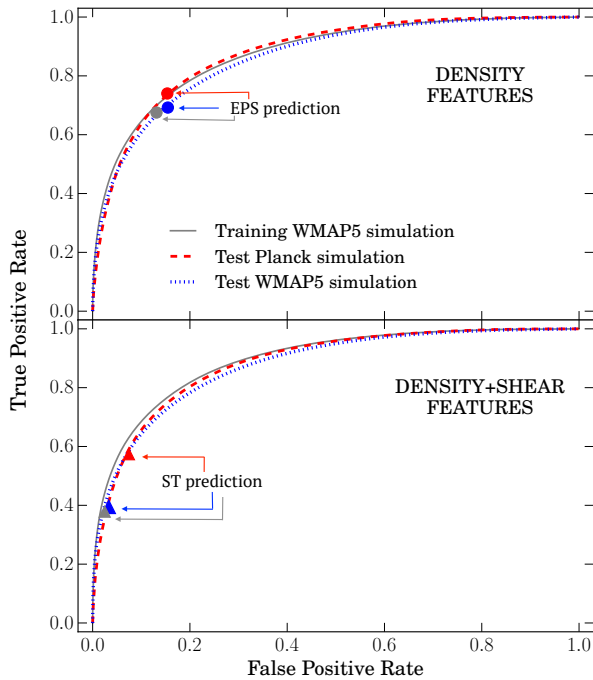 1.0
0.8
0.6
0.4
0.2
0.0
DENSITY
FEATURES
EPS prediction
Training WMAP5 simulation
Test Planck simulation
Test WMAP5 simulation
True Positive Rate
1.0
0.8
0.6
0.4
0.2
0.0
DENSITY+SHEAR
FEATURES
ST prediction
0.0 0.2 0.4 0.6 0.8 1.0
False Positive Rate